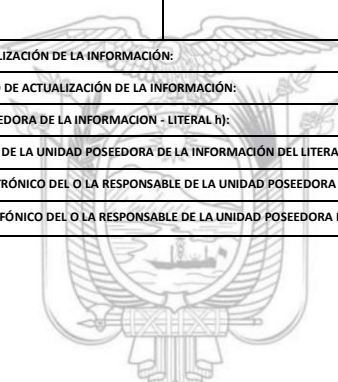 LIZACIÓN DE LA INFORMACIÓN:
DE ACTUALIZACIÓN DE LA INFORMACIÓN:
EDORA DE LA INFORMACION - LITERAL h):
DE LA UNIDAD POSEEDORA DE LA INFORMACIÓN DEL LITERA
TRÓNICO DEL O LA RESPONSABLE DE LA UNIDAD POSEEDORA
EFÓNICO DEL O LA RESPONSABLE DE LA UNIDAD POSEEDORA